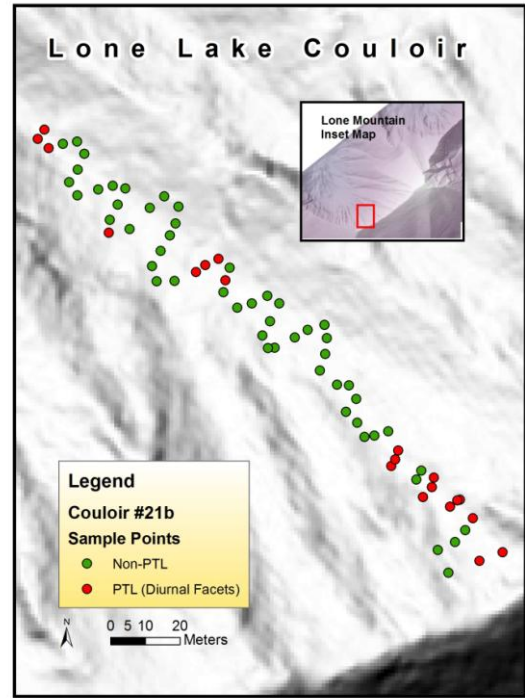 Lone Lake Couloir
Lone Mountain
Inset Map
Legend
Couloir #21b
Sample Points
Non-PTL
PTL (Diurnal Facets)
N
0 5 10 20
Meters